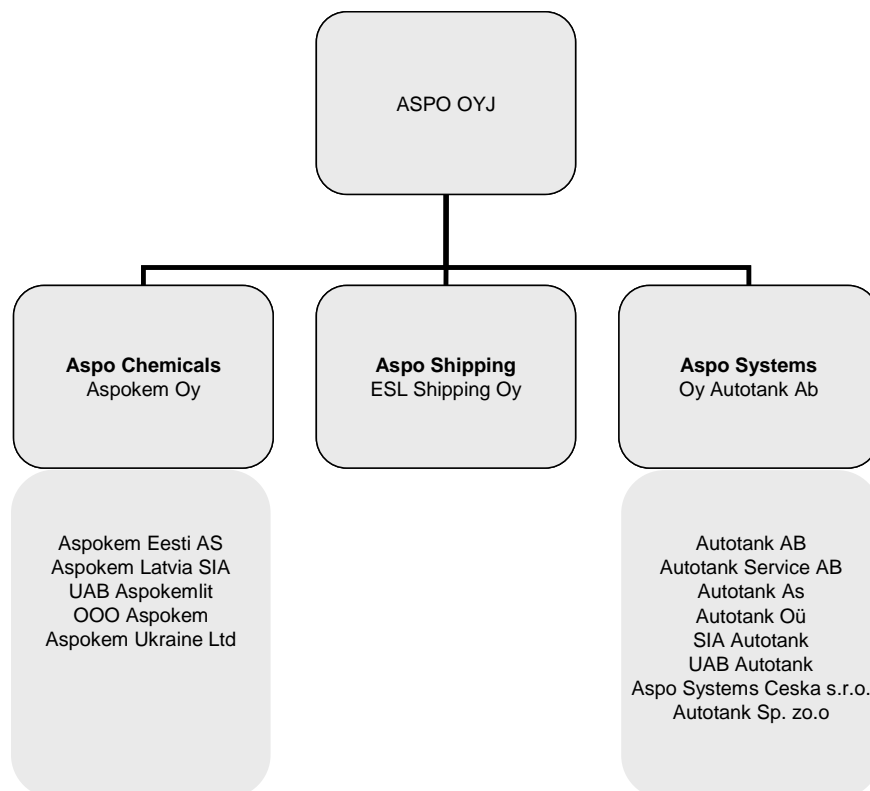 ASPO OYJ
Aspo Chemicals
Aspokem Oy
Aspo Shipping
ESL Shipping Oy
Aspo Systems
Oy Autotank Ab
Aspokem Eesti AS
Aspokem Latvia SIA
UAB Aspokemlit
OOO Aspokem
Aspokem Ukraine Ltd
Autotank AB
Autotank Service AB
Autotank As
Autotank Oü
SIA Autotank
UAB Autotank
Aspo Systems Ceska s.r.o.
Autotank Sp. zo.o